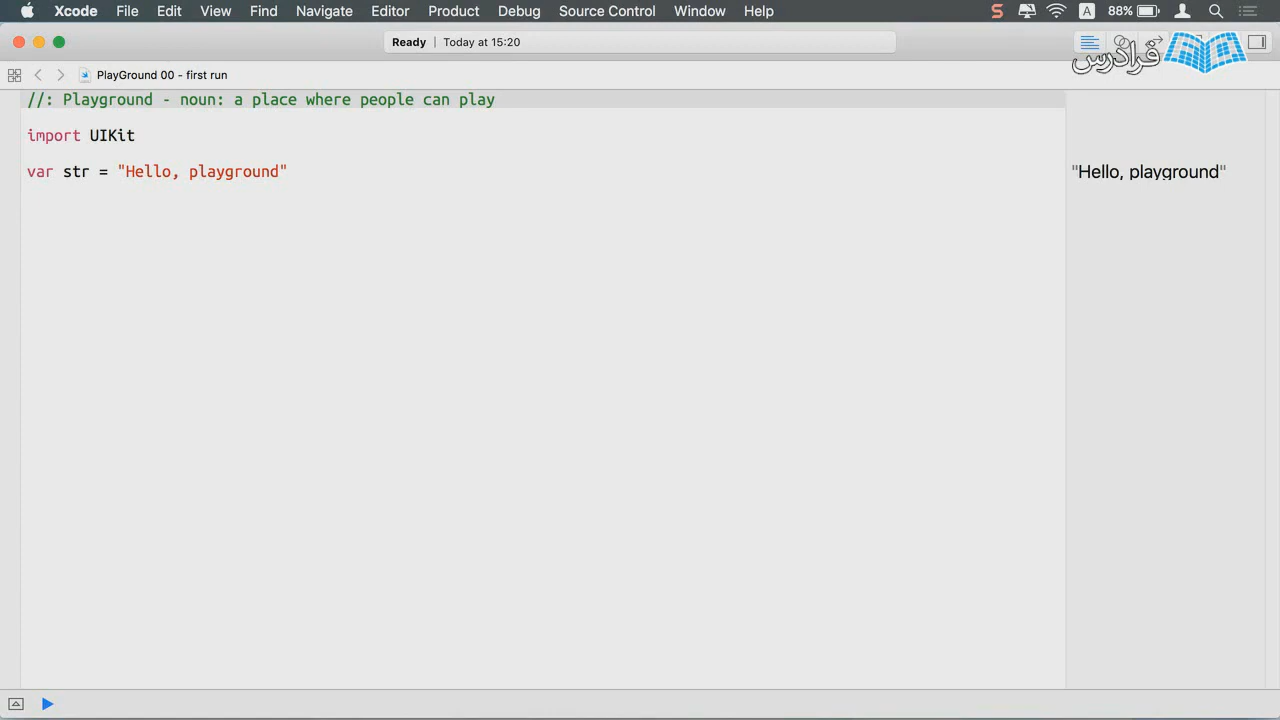 Xcode File Edit View Find Navigate Editor Product Debug Source Control Window Help S A 88%
Ready | Today at 15:20
فرادرس
PlayGround 00 - first run
//: Playground - noun: a place where people can play
import UIKit
var str = "Hello, playground"
"Hello, playground"